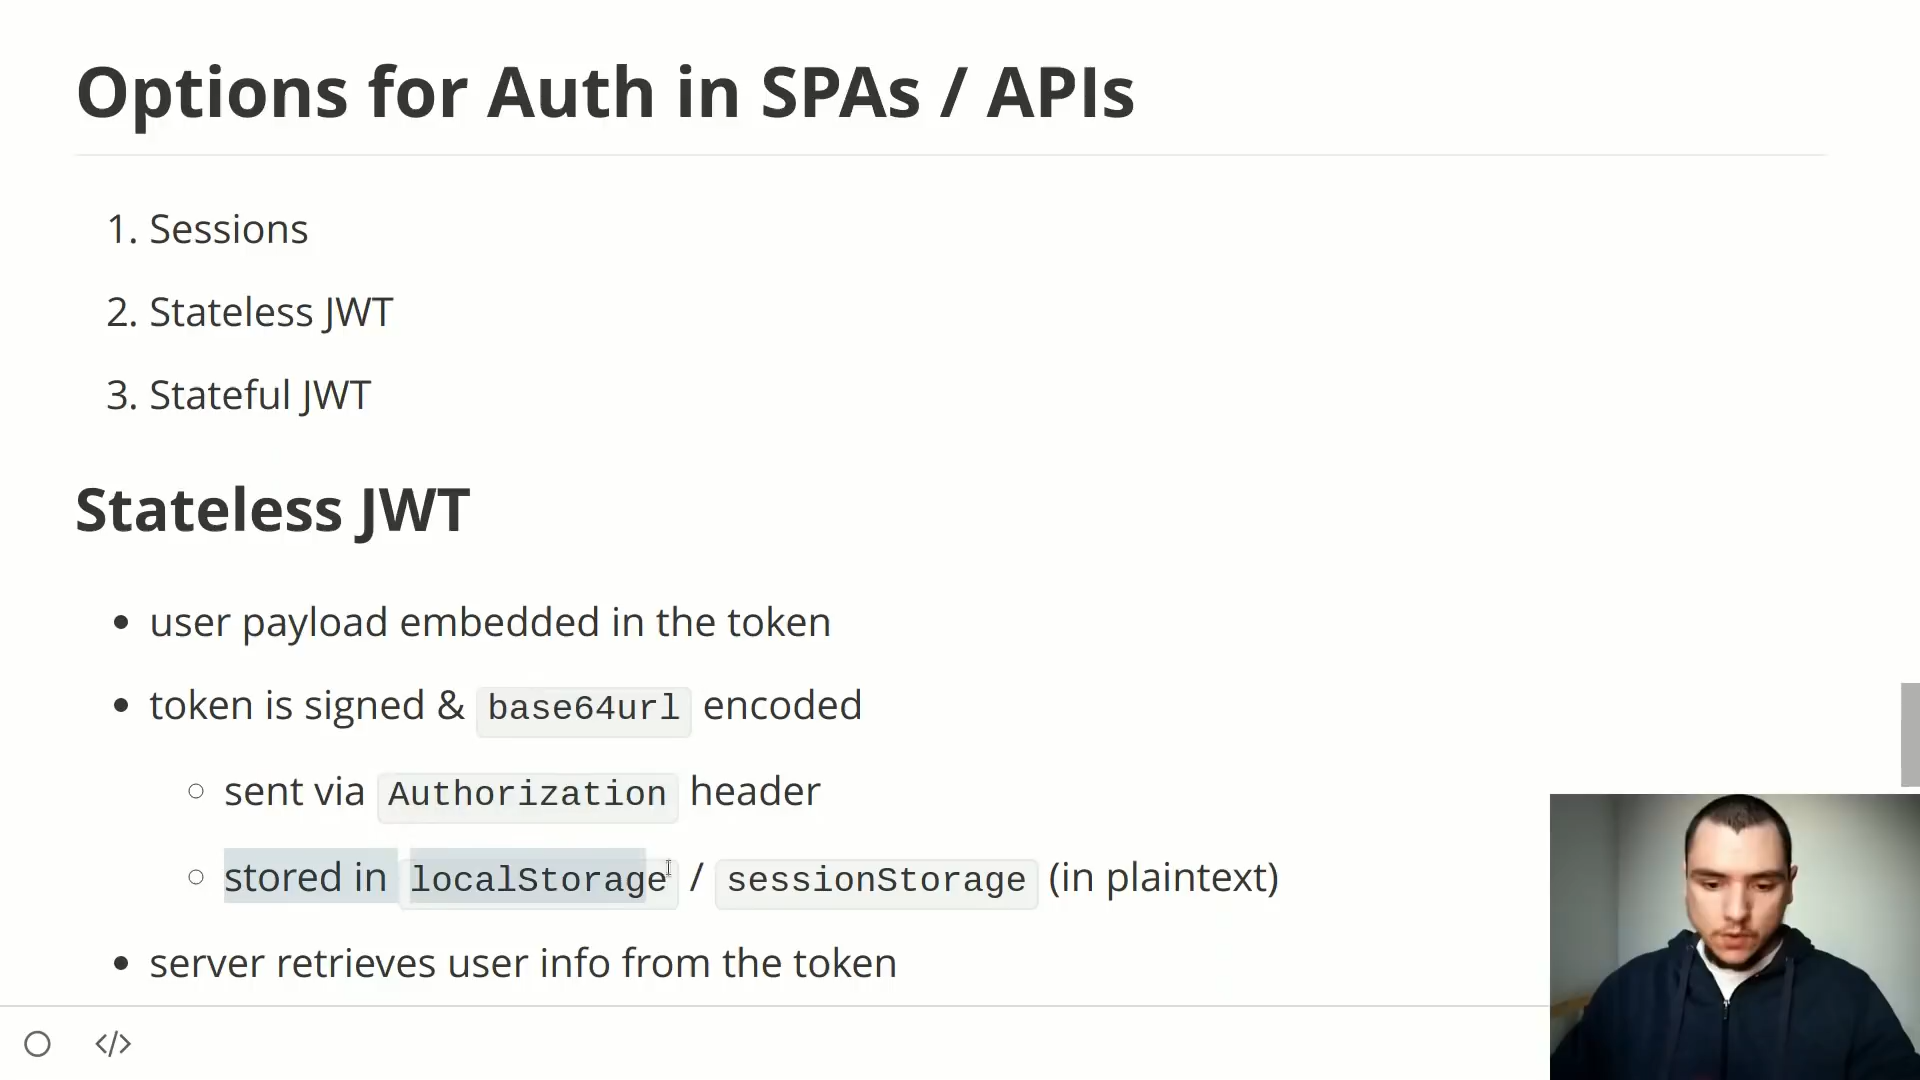 Options for Auth in SPAs / APIs
1. Sessions
2. Stateless JWT
3. Stateful JWT
Stateless JWT
• user payload embedded in the token
• token is signed & base64url encoded
○ sent via Authorization header
○ stored in localStorage / sessionStorage (in plaintext)
• server retrieves user info from the token